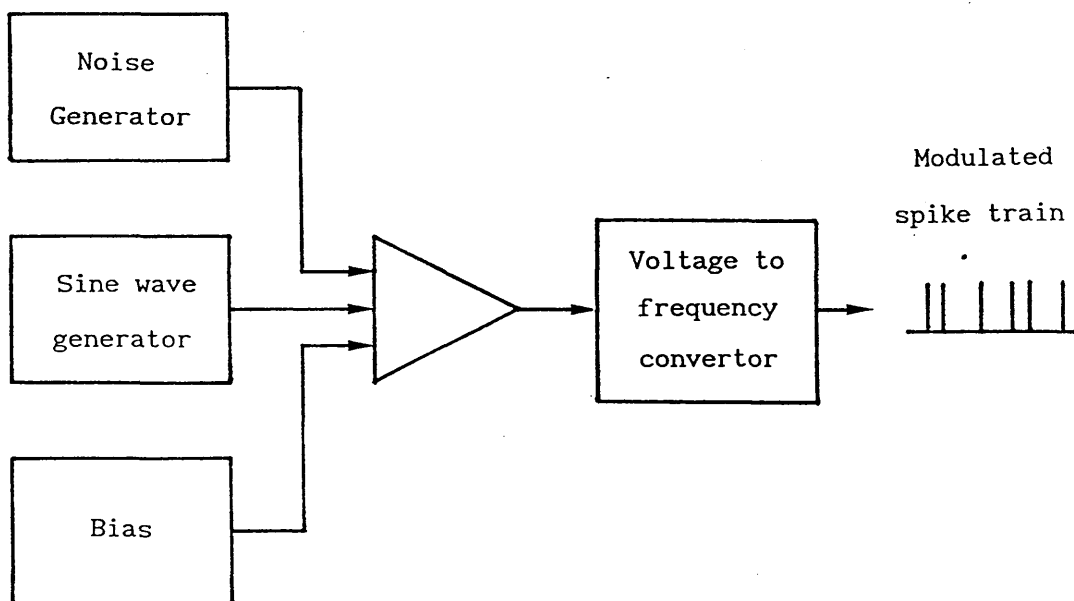 Noise
Generator
Sine wave
generator
Bias
Voltage to
frequency
convertor
Modulated
spike train